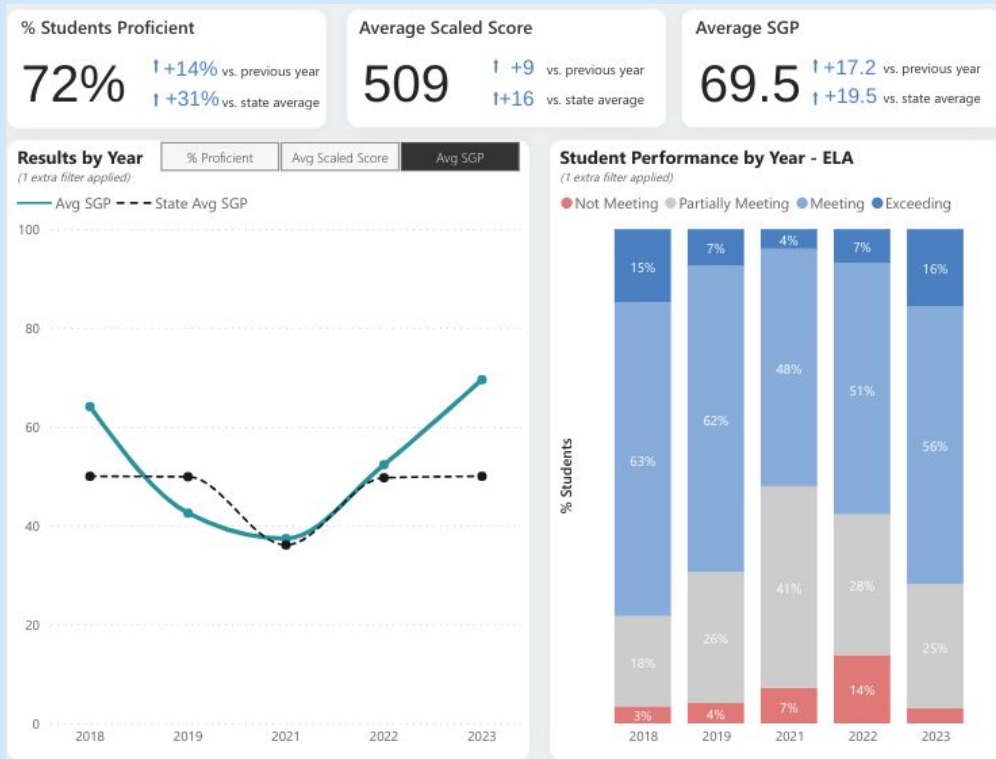 % Students Proficient
72%
+14% vs. previous year
+31% vs. state average
Average Scaled Score
509
+9 vs. previous year
+16 vs. state average
Average SGP
69.5
+17.2 vs. previous year
+19.5 vs. state average
Results by Year
% Proficient
Avg Scaled Score
Avg SGP
(1 extra filter applied)
Avg SGP
State Avg SGP
100
80
60
40
20
0
2018 2019 2021 2022 2023
Student Performance by Year - ELA
(1 extra filter applied)
Not Meeting Partially Meeting Meeting Exceeding
% Students
15% 7% 4% 7% 16%
63% 62% 48% 51% 56%
18% 26% 41% 28% 25%
3% 4% 7% 14%
2018 2019 2021 2022 2023